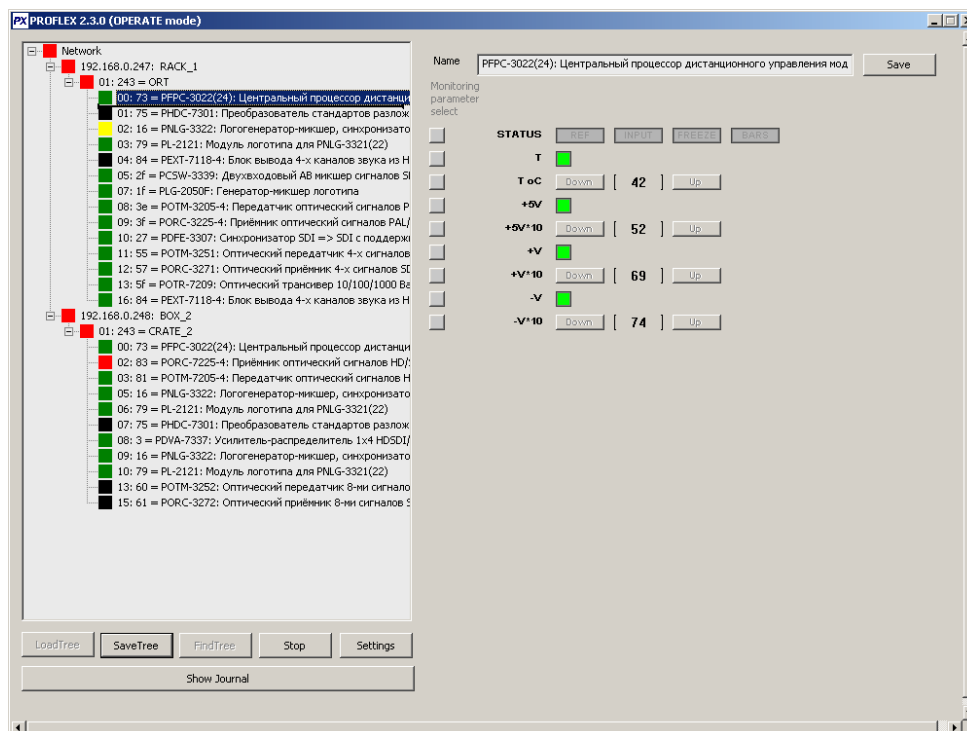 PX PROFLEX 2.3.0 (OPERATE mode)
Network
192.168.0.247: RACK_1
01: 243 = ORT
00: 73 = PFPC-3022(24): Центральный процессор дистанци
01: 75 = PHDC-7301: Преобразователь стандартов разлож
02: 16 = PNLG-3322: Логогенератор-микшер, синхронизато
03: 79 = PL-2121: Модуль логотипа для PNLG-3321(22)
04: 84 = PEXT-7118-4: Блок вывода 4-х каналов звука из H
05: 2f = PCSW-3339: Двухвходовый АВ микшер сигналов SI
07: 1f = PLG-2050F: Генератор-микшер логотипа
08: 3e = POTM-3205-4: Передатчик оптический сигналов P
09: 3f = PORC-3225-4: Приёмник оптический сигналов PAL/
10: 27 = PDFE-3307: Синхронизатор SDI => SDI с поддержк
11: 55 = POTM-3251: Оптический передатчик 4-х сигналов
12: 57 = PORC-3271: Оптический приёмник 4-х сигналов SD
13: 5f = POTR-7209: Оптический трансивер 10/100/1000 Ba
16: 84 = PEXT-7118-4: Блок вывода 4-х каналов звука из H
192.168.0.248: BOX_2
01: 243 = CRATE_2
00: 73 = PFPC-3022(24): Центральный процессор дистанци
02: 83 = PORC-7225-4: Приёмник оптический сигналов HD/S
03: 81 = POTM-7205-4: Передатчик оптический сигналов H
05: 16 = PNLG-3322: Логогенератор-микшер, синхронизато
06: 79 = PL-2121: Модуль логотипа для PNLG-3321(22)
07: 75 = PHDC-7301: Преобразователь стандартов разлож
08: 3 = PDVA-7337: Усилитель-распределитель 1x4 HDSDI/
09: 16 = PNLG-3322: Логогенератор-микшер, синхронизато
10: 79 = PL-2121: Модуль логотипа для PNLG-3321(22)
13: 60 = POTM-3252: Оптический передатчик 8-ми сигнало
15: 61 = PORC-3272: Оптический приёмник 8-ми сигналов S
LoadTree SaveTree FindTree Stop Settings
Show Journal
Name PFPC-3022(24): Центральный процессор дистанционного управления мод Save
Monitoring
parameter
select
STATUS REF INPUT FREEZE BARS
T
T oC Down [ 42 ] Up
+5V
+5V*10 Down [ 52 ] Up
+V
+V*10 Down [ 69 ] Up
-V
-V*10 Down [ 74 ] Up